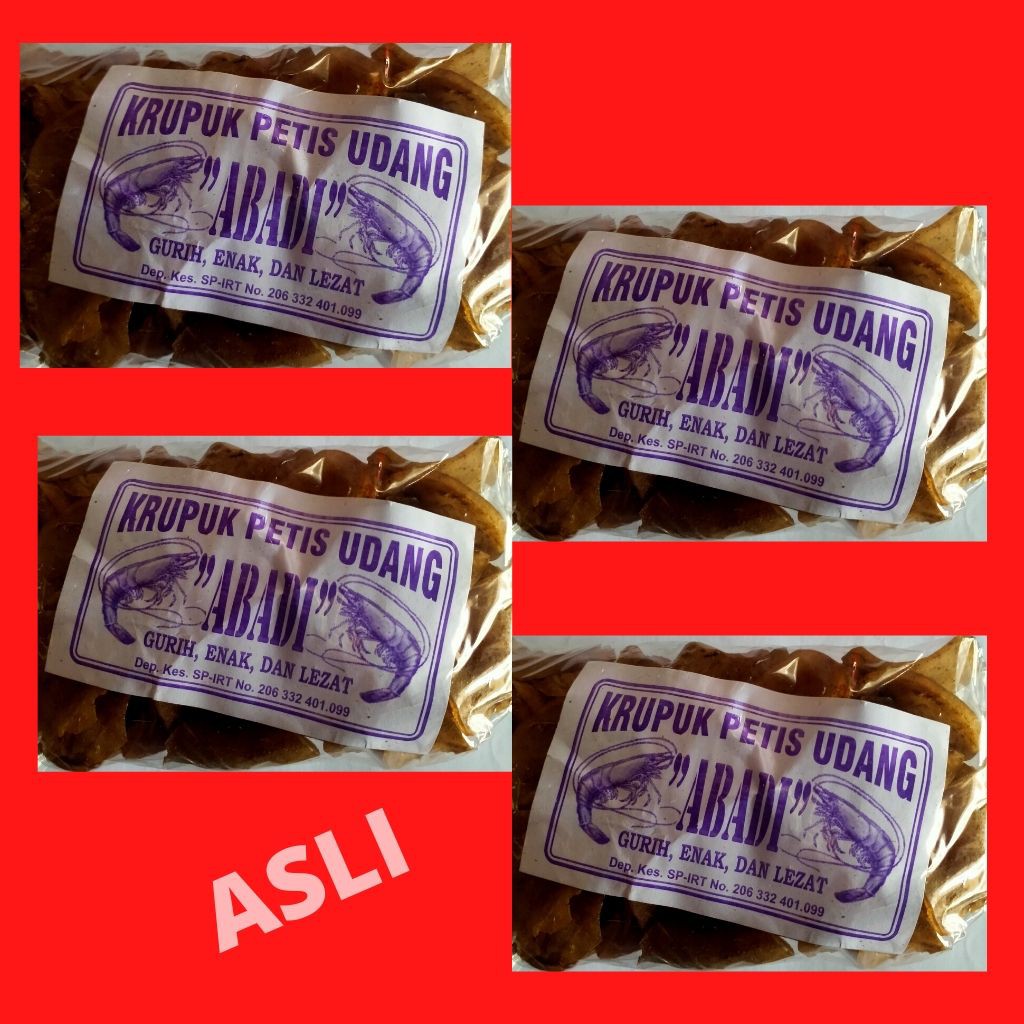 KRUPUK PETIS UDANG
"ABADI"
GURIH, ENAK, DAN LEZAT
Dep. Kes. SP-IRT No. 206 332 401.099
KRUPUK PETIS UDANG
"ABADI"
GURIH, ENAK, DAN LEZAT
Dep. Kes. SP-IRT No. 206 332 401.099
KRUPUK PETIS UDANG
"ABADI"
GURIH, ENAK, DAN LEZAT
Dep. Kes. SP-IRT No. 206 332 401.099
KRUPUK PETIS UDANG
"ABADI"
GURIH, ENAK, DAN LEZAT
Dep. Kes. SP-IRT No. 206 332 401.099
ASLI